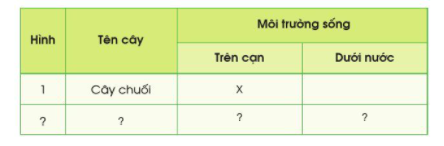 Hình Tên cây Môi trường sống
Trên cạn Dưới nước
1 Cây chuối X
? ? ? ?